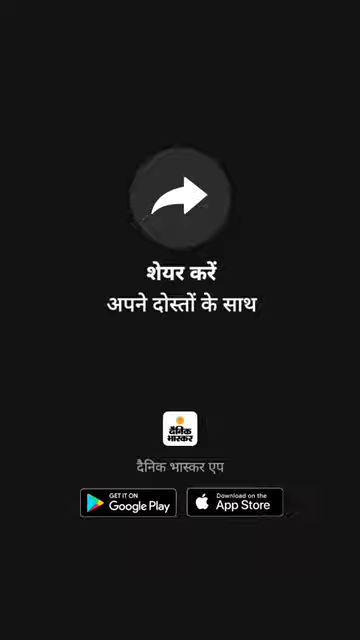 शेयर करें
अपने दोस्तों के साथ
दैनिक
भास्कर
दैनिक भास्कर एप
GET IT ON
Google Play
Download on the
App Store